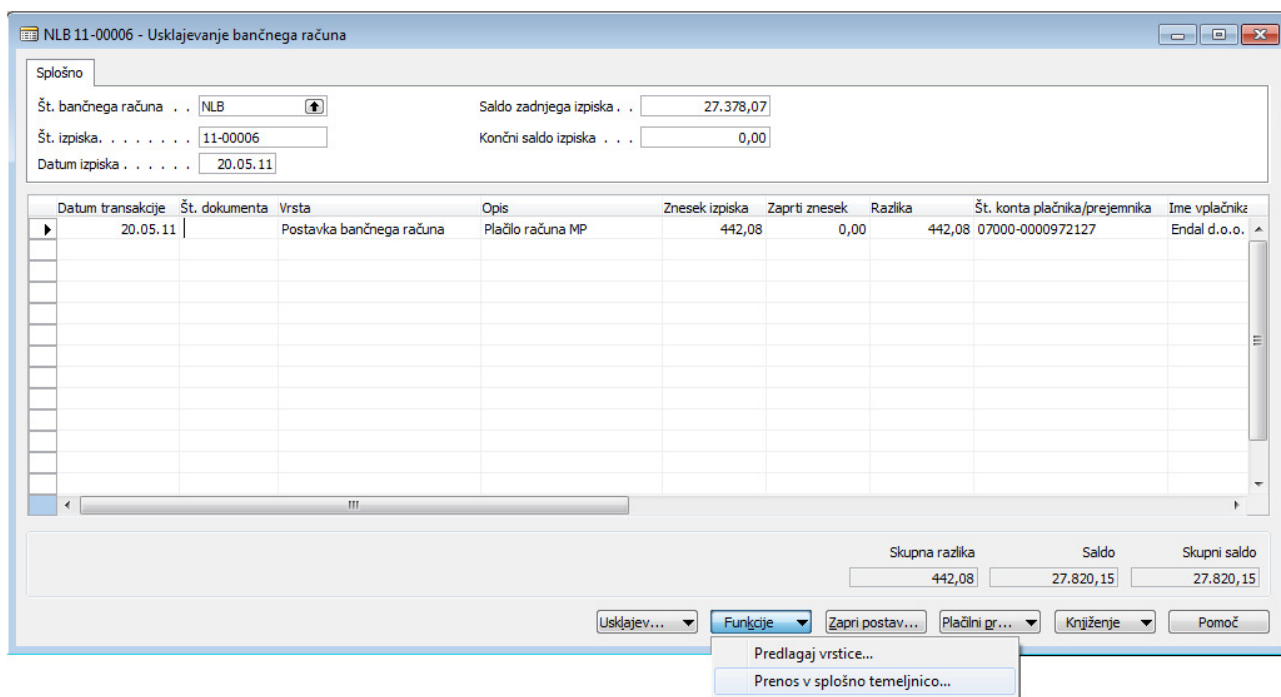 NLB 11-00006 - Usklajevanje bančnega računa
Splošno
Št. bančnega računa . . NLB Saldo zadnjega izpiska . . 27.378,07
Št. izpiska. . . . . . . . 11-00006 Končni saldo izpiska . . . 0,00
Datum izpiska . . . . . . 20.05.11
Datum transakcije Št. dokumenta Vrsta Opis Znesek izpiska Zaprti znesek Razlika Št. konta plačnika/prejemnika Ime vplačnika
20.05.11 Postavka bančnega računa Plačilo računa MP 442,08 0,00 442,08 07000-0000972127 Endal d.o.o.
Skupna razlika Saldo Skupni saldo
442,08 27.820,15 27.820,15
Usklajev... Funkcije Zapri postav... Plačilni pr... Knjiženje Pomoč
Predlagaj vrstice...
Prenos v splošno temeljnico...